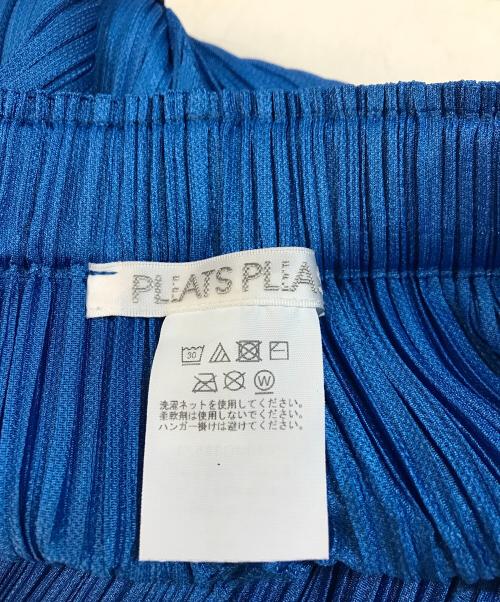 PLEATS PLEA
30
W
洗濯ネットを使用してください。
柔軟剤は使用しないでください。
ハンガー掛けは避けてください。